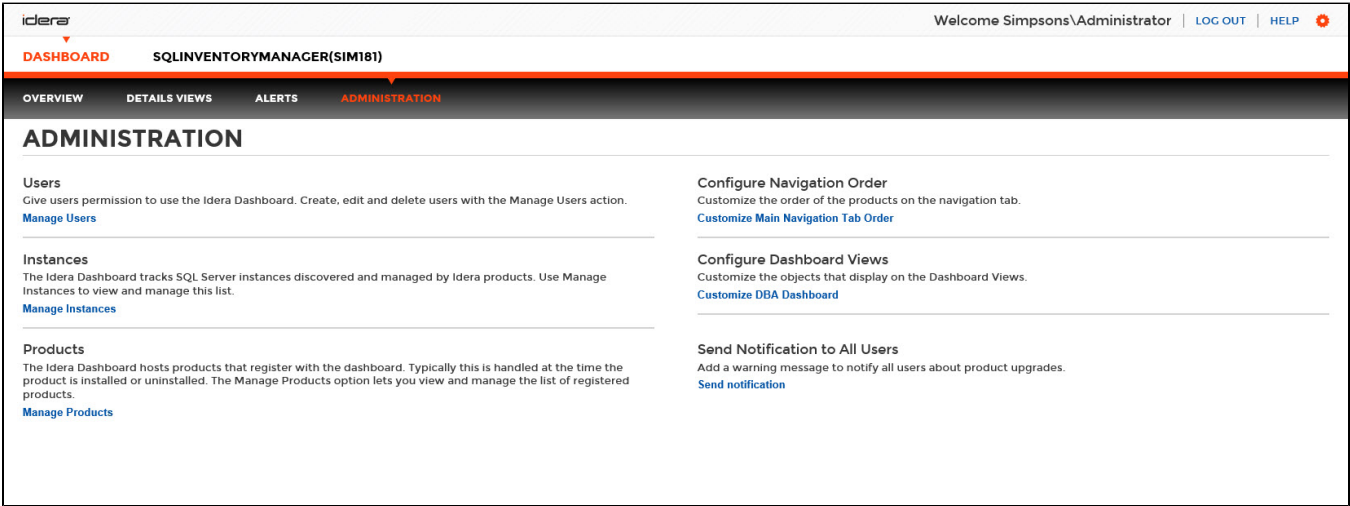 idera
Welcome Simpsons\Administrator | LOG OUT | HELP
DASHBOARD SQLINVENTORYMANAGER(SIM181)
OVERVIEW DETAILS VIEWS ALERTS ADMINISTRATION
ADMINISTRATION
Users
Give users permission to use the Idera Dashboard. Create, edit and delete users with the Manage Users action.
Manage Users
Instances
The Idera Dashboard tracks SQL Server instances discovered and managed by Idera products. Use Manage
Instances to view and manage this list.
Manage Instances
Products
The Idera Dashboard hosts products that register with the dashboard. Typically this is handled at the time the
product is installed or uninstalled. The Manage Products option lets you view and manage the list of registered
products.
Manage Products
Configure Navigation Order
Customize the order of the products on the navigation tab.
Customize Main Navigation Tab Order
Configure Dashboard Views
Customize the objects that display on the Dashboard Views.
Customize DBA Dashboard
Send Notification to All Users
Add a warning message to notify all users about product upgrades.
Send notification